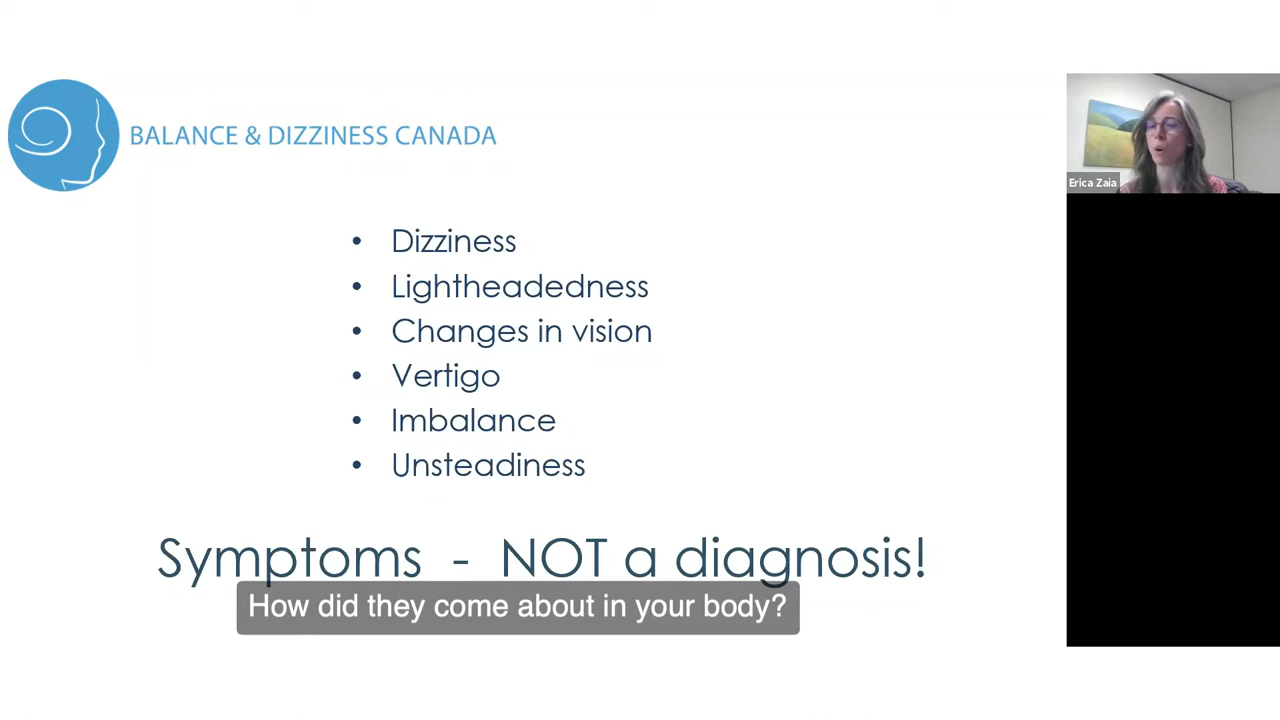 BALANCE & DIZZINESS CANADA
Erica Zaia
• Dizziness
• Lightheadedness
• Changes in vision
• Vertigo
• Imbalance
• Unsteadiness
Symptoms - NOT a diagnosis!
How did they come about in your body?